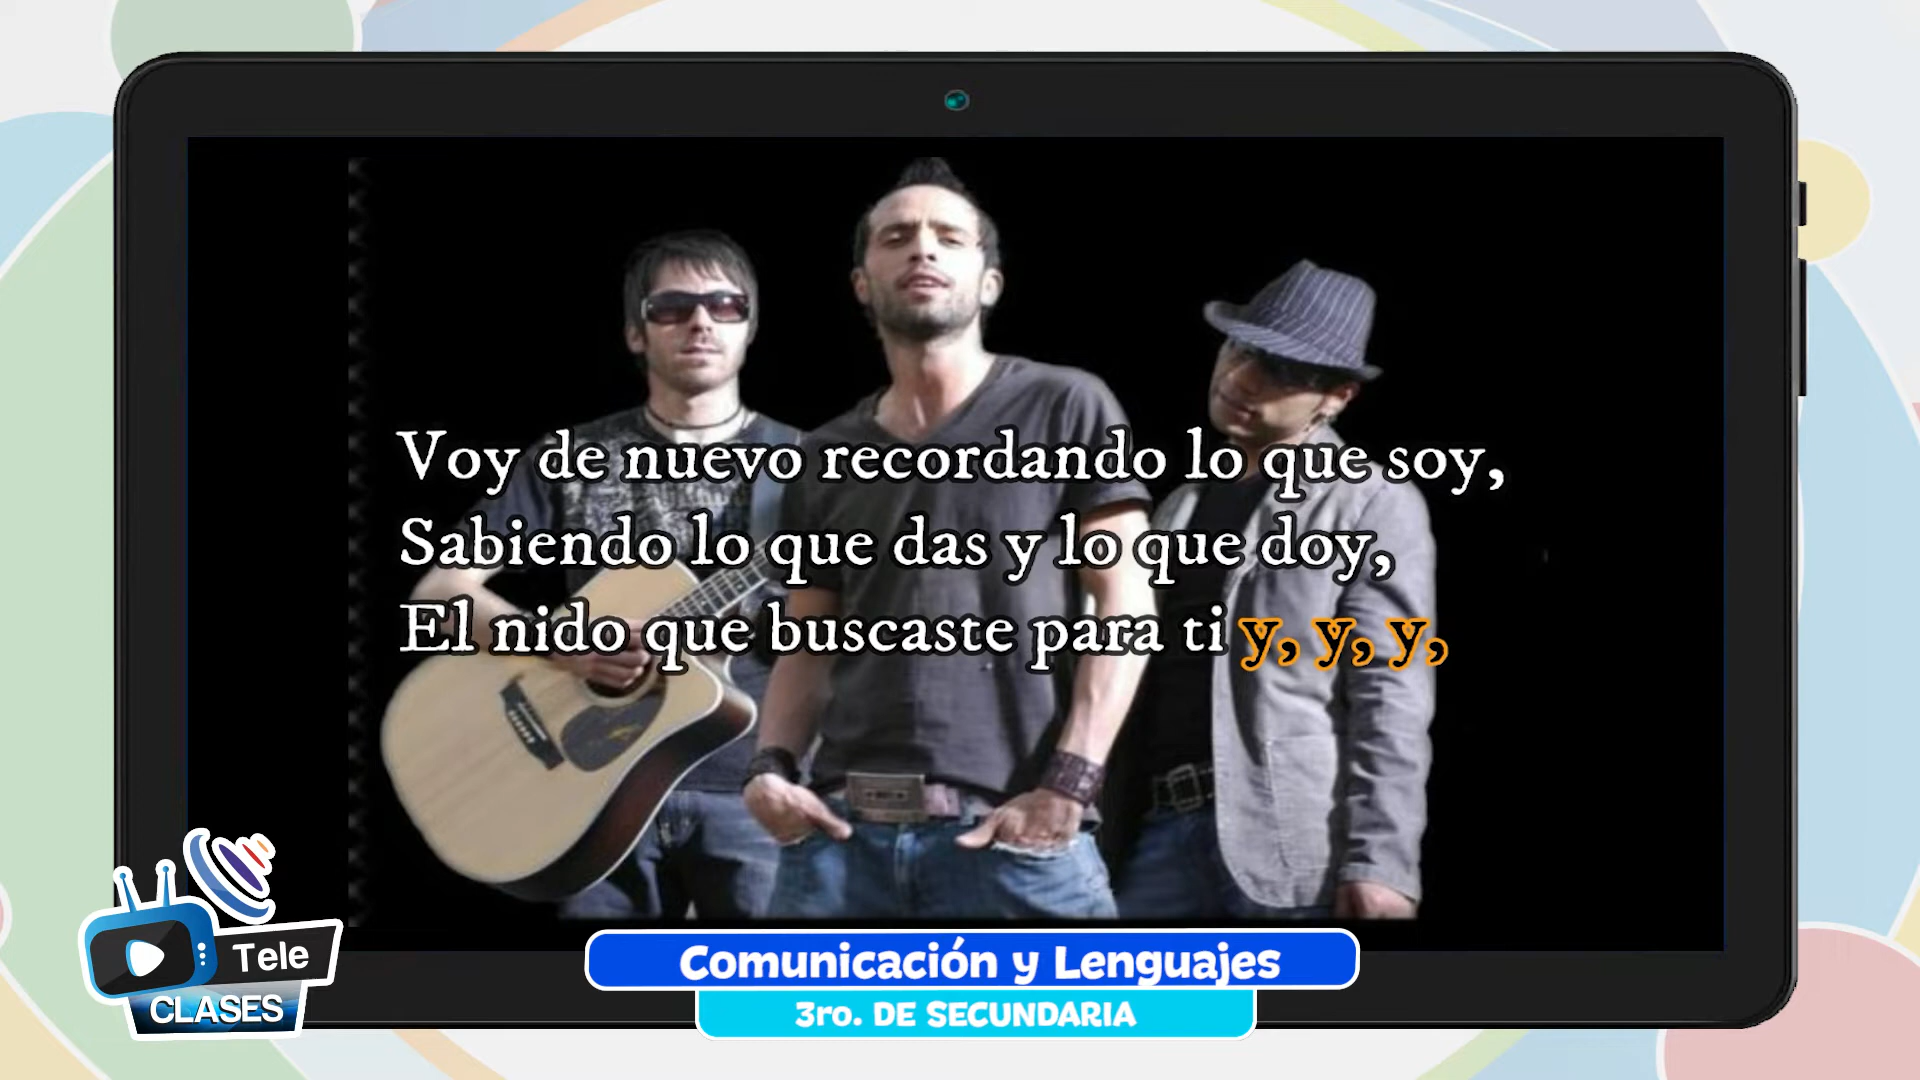 Voy de nuevo recordando lo que soy,
Sabiendo lo que das y lo que doy,
El nido que buscaste para ti y, y, y,
Tele
CLASES
Comunicación y Lenguajes
3ro. DE SECUNDARIA